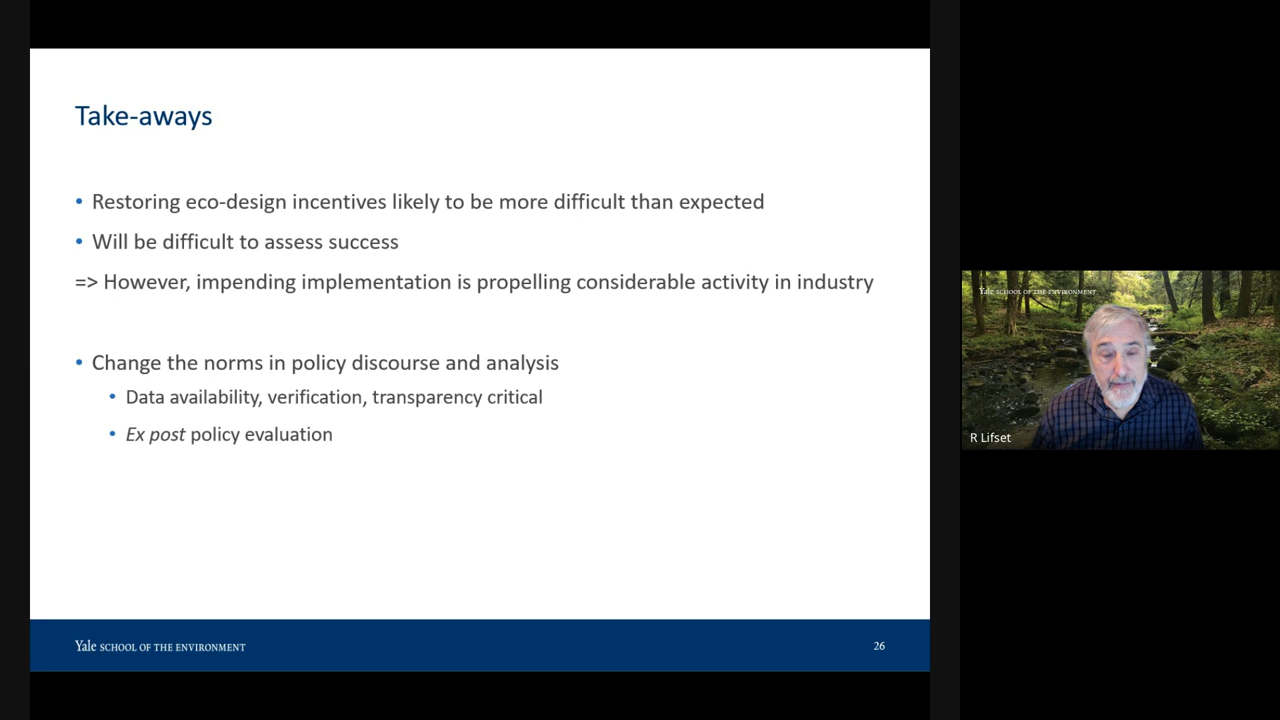 Take-aways
• Restoring eco-design incentives likely to be more difficult than expected
• Will be difficult to assess success
=> However, impending implementation is propelling considerable activity in industry
• Change the norms in policy discourse and analysis
• Data availability, verification, transparency critical
• Ex post policy evaluation
Yale SCHOOL OF THE ENVIRONMENT
26
Yale SCHOOL OF THE ENVIRONMENT
R Lifset